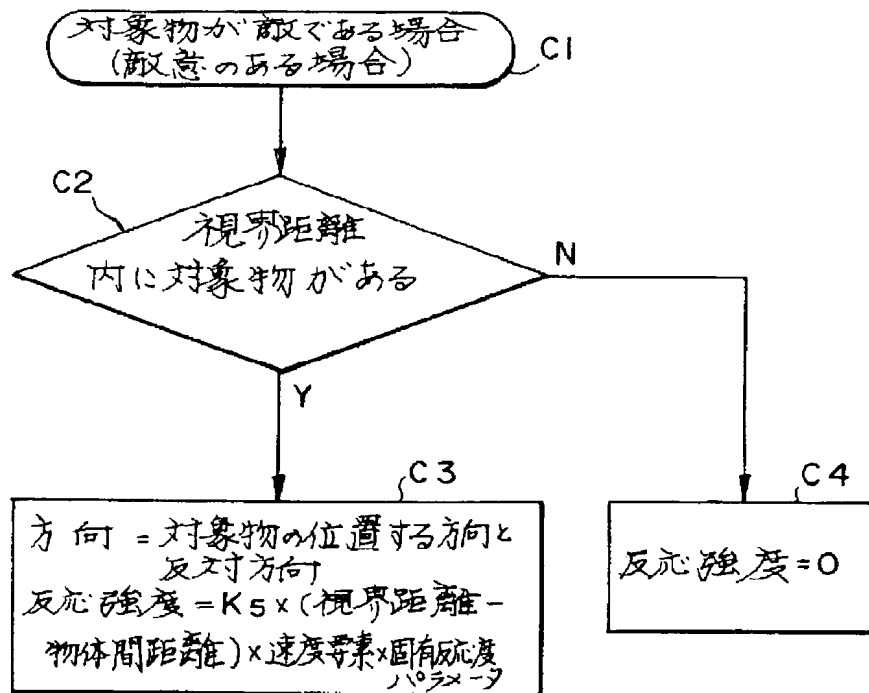 対象物が敵である場合
(敵意のある場合)
C1
C2
視界距離
内に対象物がある
N
Y
C3
方向 = 対象物の位置する方向と
反対方向
反応強度 = K5 × (視界距離 -
物体間距離) × 速度要素 × 固有反応度
パラメータ
C4
反応強度 = 0